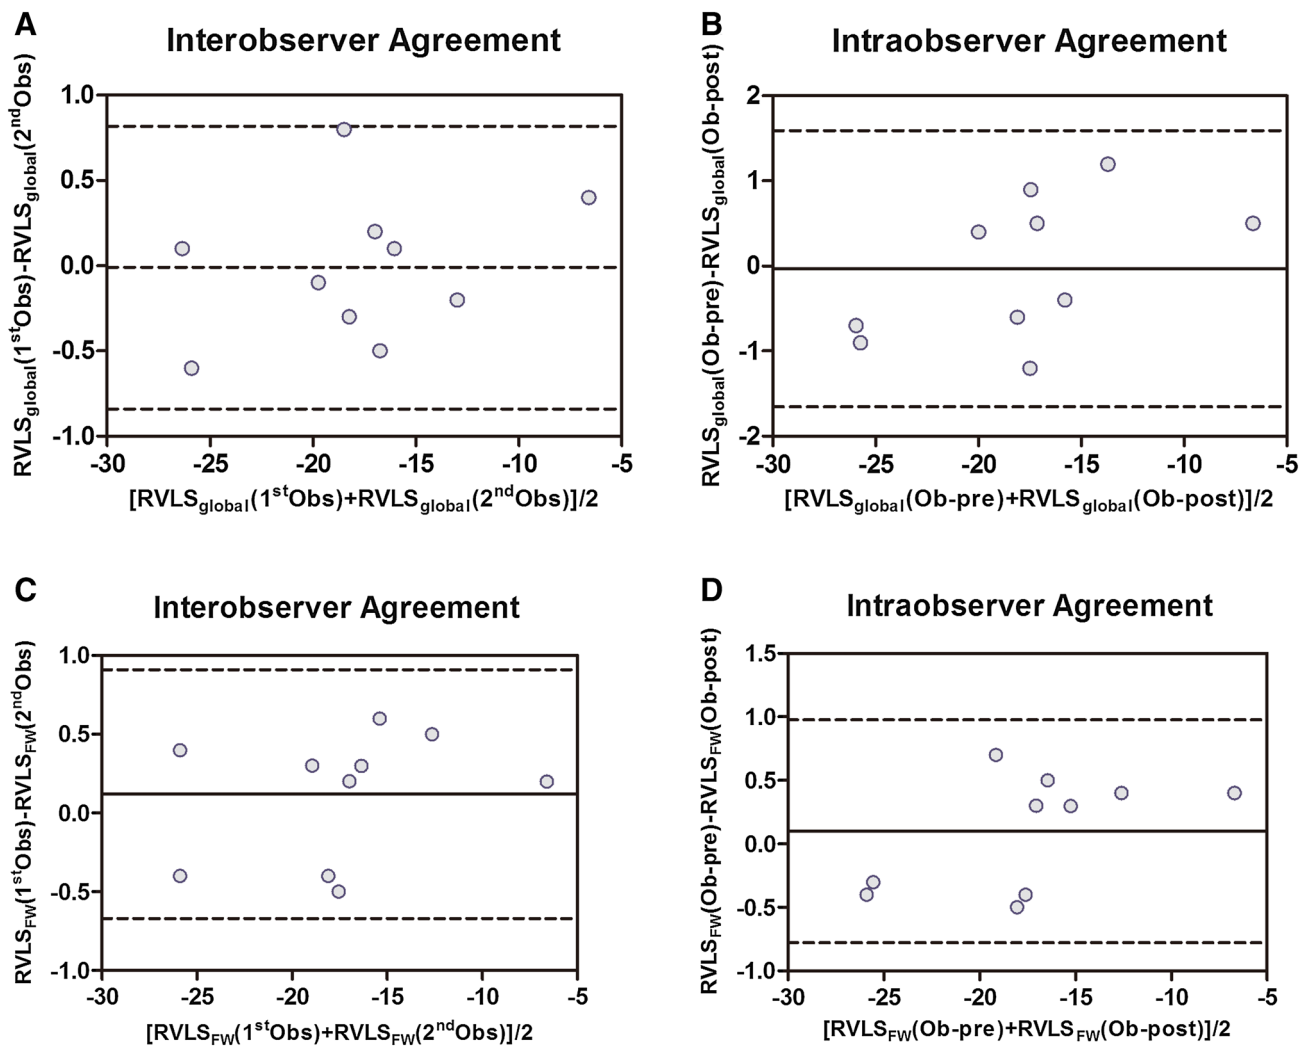 A
Interobserver Agreement
RVLSglobal(1stObs)-RVLSglobal(2ndObs)
1.0
0.5
0.0
-0.5
-1.0
-30 -25 -20 -15 -10 -5
[RVLSglobal(1stObs)+RVLSglobal(2ndObs)]/2
B
Intraobserver Agreement
RVLSglobal(Ob-pre)-RVLSglobal(Ob-post)
2
1
0
-1
-2
-30 -25 -20 -15 -10 -5
[RVLSglobal(Ob-pre)+RVLSglobal(Ob-post)]/2
C
Interobserver Agreement
RVLSFW(1stObs)-RVLSFW(2ndObs)
1.0
0.5
0.0
-0.5
-1.0
-30 -25 -20 -15 -10 -5
[RVLSFW(1stObs)+RVLSFW(2ndObs)]/2
D
Intraobserver Agreement
RVLSFW(Ob-pre)-RVLSFW(Ob-post)
1.5
1.0
0.5
0.0
-0.5
-1.0
-30 -25 -20 -15 -10 -5
[RVLSFW(Ob-pre)+RVLSFW(Ob-post)]/2